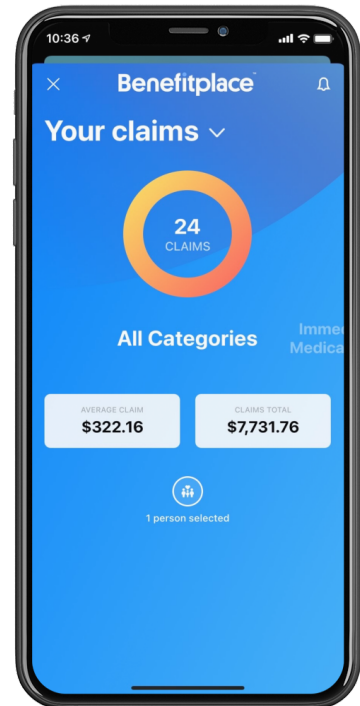 10:36
Benefitplace
Your claims
24
CLAIMS
All Categories
Immed
Medica
AVERAGE CLAIM
$322.16
CLAIMS TOTAL
$7,731.76
1 person selected